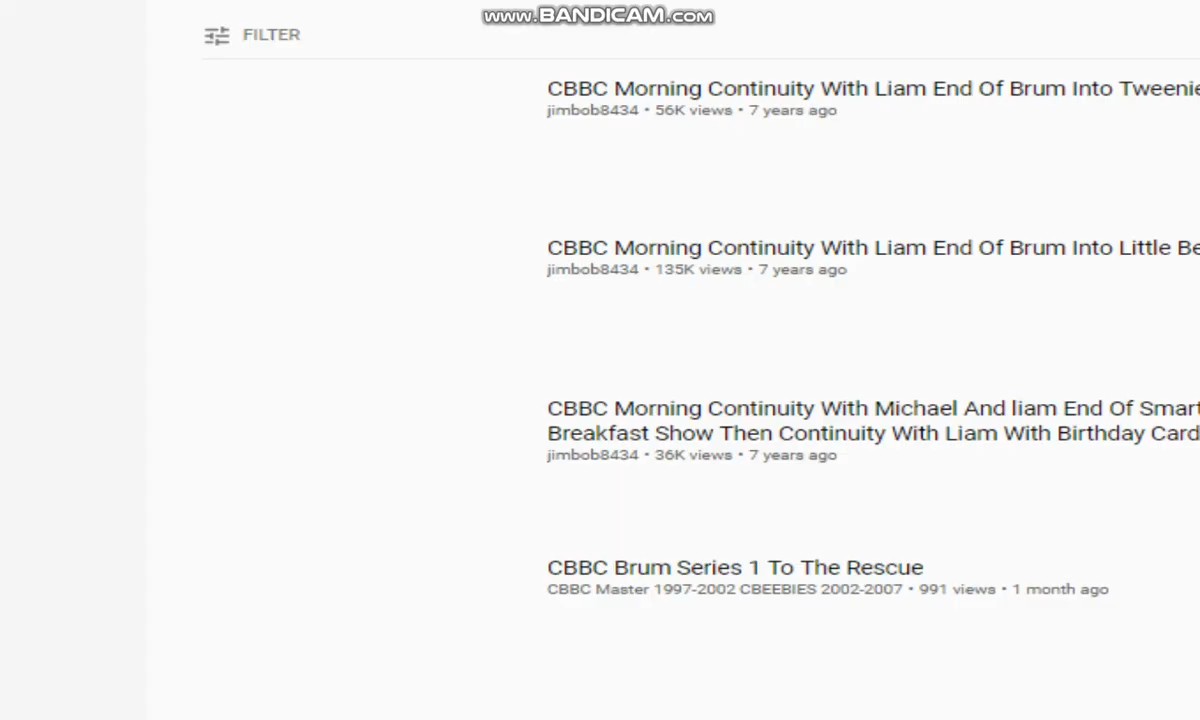 www.BANDICAM.com
FILTER
CBBC Morning Continuity With Liam End Of Brum Into
jimbob8434 • 56K views • 7 years ago
CBBC Morning Continuity With Liam End Of Brum Into Little
jimbob8434 • 135K views • 7 years ago
CBBC Morning Continuity With Michael And liam End Of
Breakfast Show Then Continuity With Liam With Birthday
jimbob8434 • 36K views • 7 years ago
CBBC Brum Series 1 To The Rescue
CBBC Master 1997-2002 CBEEBIES 2002-2007 • 991 views • 1 month ago